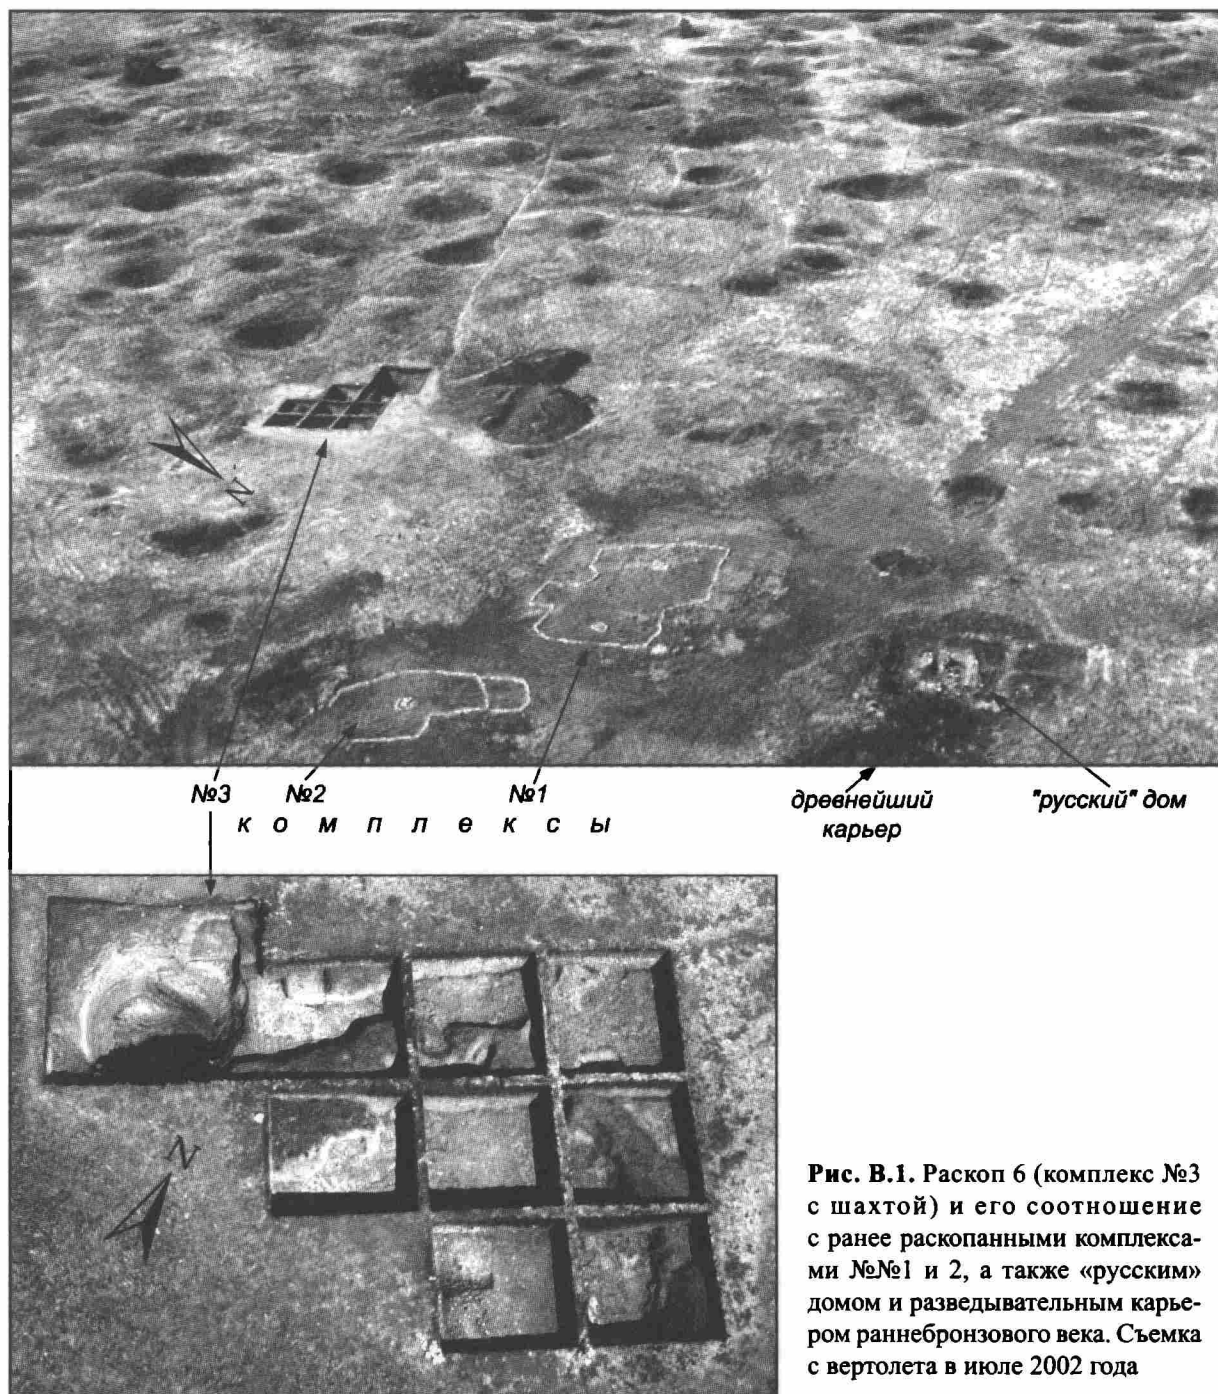 N
№3 №2 №1 древнейший "русский" дом
комплексы карьер
N
Рис. В.1. Раскоп 6 (комплекс №3
с шахтой) и его соотношение
с ранее раскопанными комплекса-
ми №№1 и 2, а также «русским»
домом и разведывательным карье-
ром раннебронзового века. Съемка
с вертолета в июле 2002 года